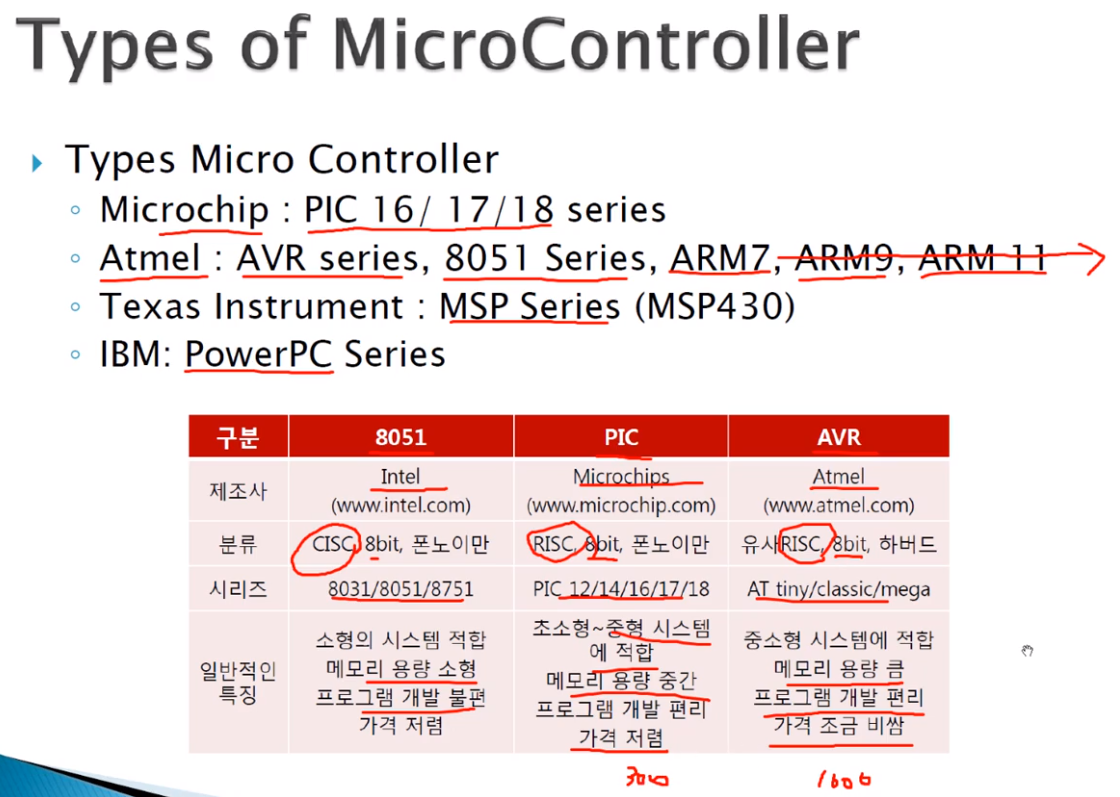 Types of MicroController
Types Micro Controller
Microchip : PIC 16/ 17/18 series
Atmel : AVR series, 8051 Series, ARM7, ARM9, ARM 11
Texas Instrument : MSP Series (MSP430)
IBM: PowerPC Series
구분 8051 PIC AVR
제조사
Intel
(www.intel.com)
Microchips
(www.microchip.com)
Atmel
(www.atmel.com)
분류 CISC, 8bit, 폰노이만 RISC, 8bit, 폰노이만 유사RISC, 8bit, 하버드
시리즈 8031/8051/8751 PIC 12/14/16/17/18 AT tiny/classic/mega
일반적인
특징
소형의 시스템 적합
메모리 용량 소형
프로그램 개발 불편
가격 저렴
초소형~중형 시스템
에 적합
메모리 용량 중간
프로그램 개발 편리
가격 저렴
중소형 시스템에 적합
메모리 용량 큼
프로그램 개발 편리
가격 조금 비쌈